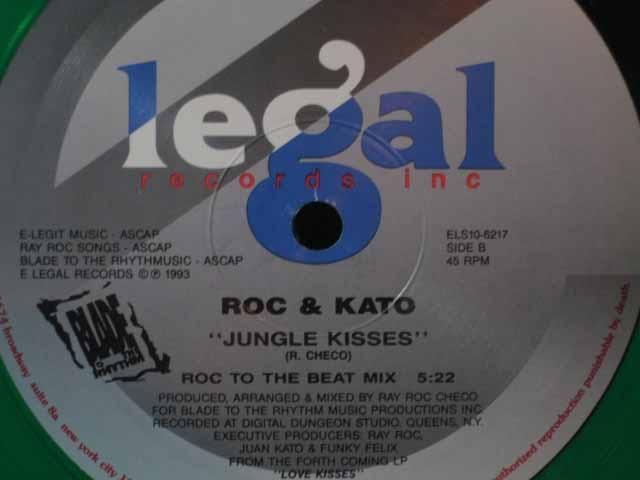 legal
records inc
E-LEGIT MUSIC - ASCAP
RAY ROC SONGS - ASCAP
BLADE TO THE RHYTHMUSIC - ASCAP
E LEGAL RECORDS © ℗ 1993
ELS10-6217
SIDE B
45 RPM
ROC & KATO
"JUNGLE KISSES"
(R. CHECO)
ROC TO THE BEAT MIX 5:22
PRODUCED, ARRANGED & MIXED BY RAY ROC CHECO
FOR BLADE TO THE RHYTHM MUSIC PRODUCTIONS INC.
RECORDED AT DIGITAL DUNGEON STUDIO, QUEENS, N.Y.
EXECUTIVE PRODUCERS: RAY ROC,
JUAN KATO & FUNKY FELIX
FROM THE FORTH COMING LP
"LOVE KISSES"
BLADE
TO THE
RHYTHM
1674 broadway suite 8a new york city
unauthorized reproduction punishable by death.